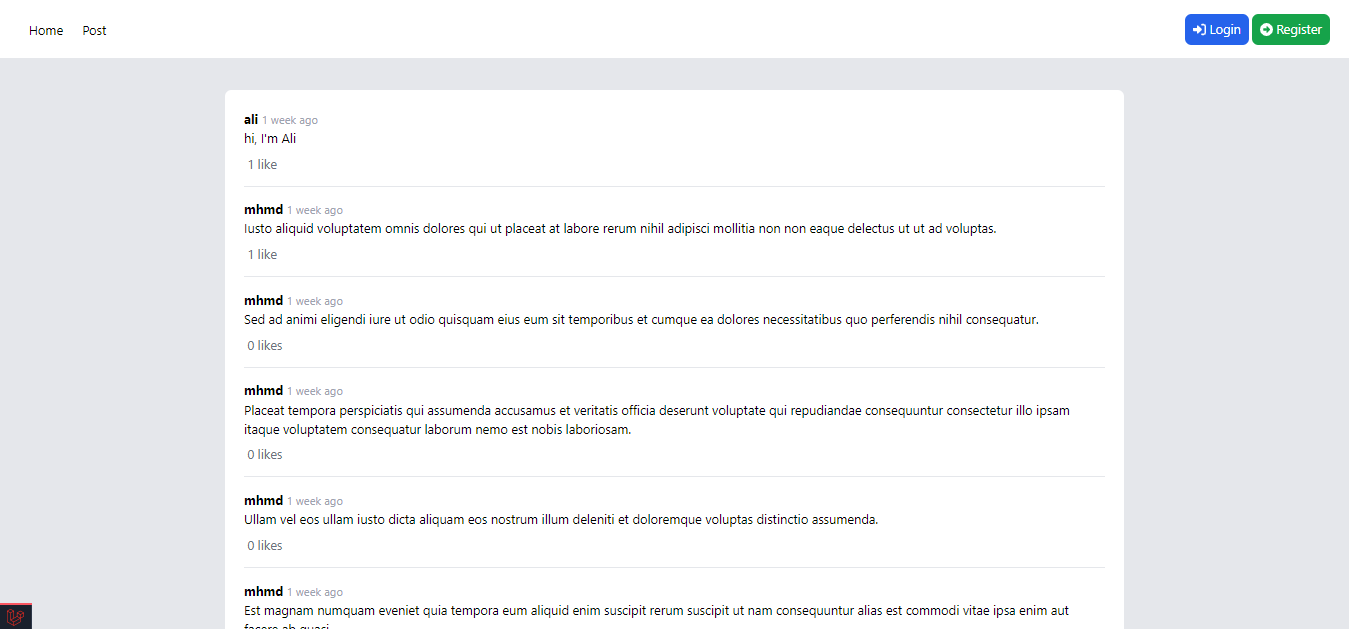 Home Post Login Register
ali 1 week ago
hi, I'm Ali
1 like
mhmd 1 week ago
Iusto aliquid voluptatem omnis dolores qui ut placeat at labore rerum nihil adipisci mollitia non non eaque delectus ut ut ad voluptas.
1 like
mhmd 1 week ago
Sed ad animi eligendi iure ut odio quisquam eius eum sit temporibus et cumque ea dolores necessitatibus quo perferendis nihil consequatur.
0 likes
mhmd 1 week ago
Placeat tempora perspiciatis qui assumenda accusamus et veritatis officia deserunt voluptate qui repudiandae consequuntur consectetur illo ipsam
itaque voluptatem consequatur laborum nemo est nobis laboriosam.
0 likes
mhmd 1 week ago
Ullam vel eos ullam iusto dicta aliquam eos nostrum illum deleniti et doloremque voluptas distinctio assumenda.
0 likes
mhmd 1 week ago
Est magnam numquam eveniet quia tempora eum aliquid enim suscipit rerum suscipit ut nam consequuntur alias est commodi vitae ipsa enim aut